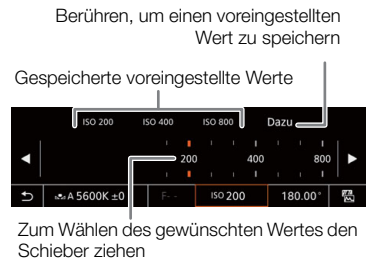 Berühren, um einen voreingestellten
Wert zu speichern
Gespeicherte voreingestellte Werte
ISO 200 ISO 400 ISO 800 Dazu
200 400 800
A 5600K ±0 F- - ISO 200 180.00°
Zum Wählen des gewünschten Wertes den
Schieber ziehen